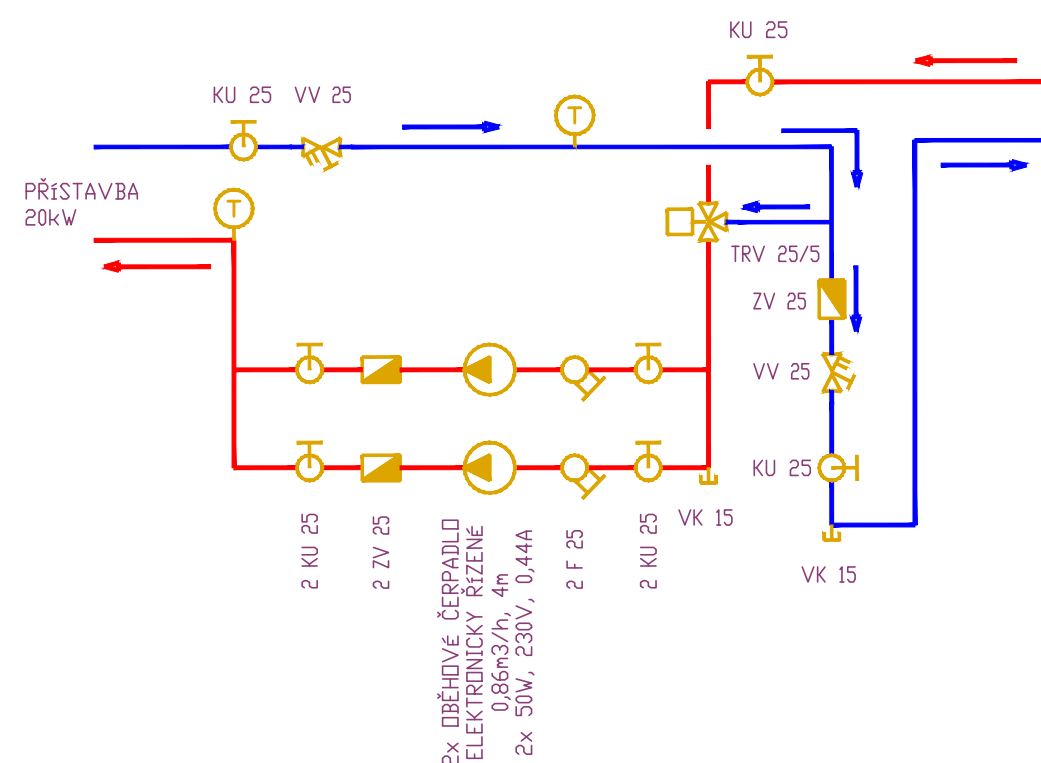 KU 25
KU 25
VV 25
T
PŘÍSTAVBA
20kW
T
TRV 25/5
ZV 25
VV 25
KU 25
VK 15
VK 15
2 KU 25
2 ZV 25
2x OBĚHOVÉ ČERPADLO
ELEKTRONICKY ŘÍZENÉ
0,86m3/h, 4m
2x 50W, 230V, 0,44A
2 F 25
2 KU 25